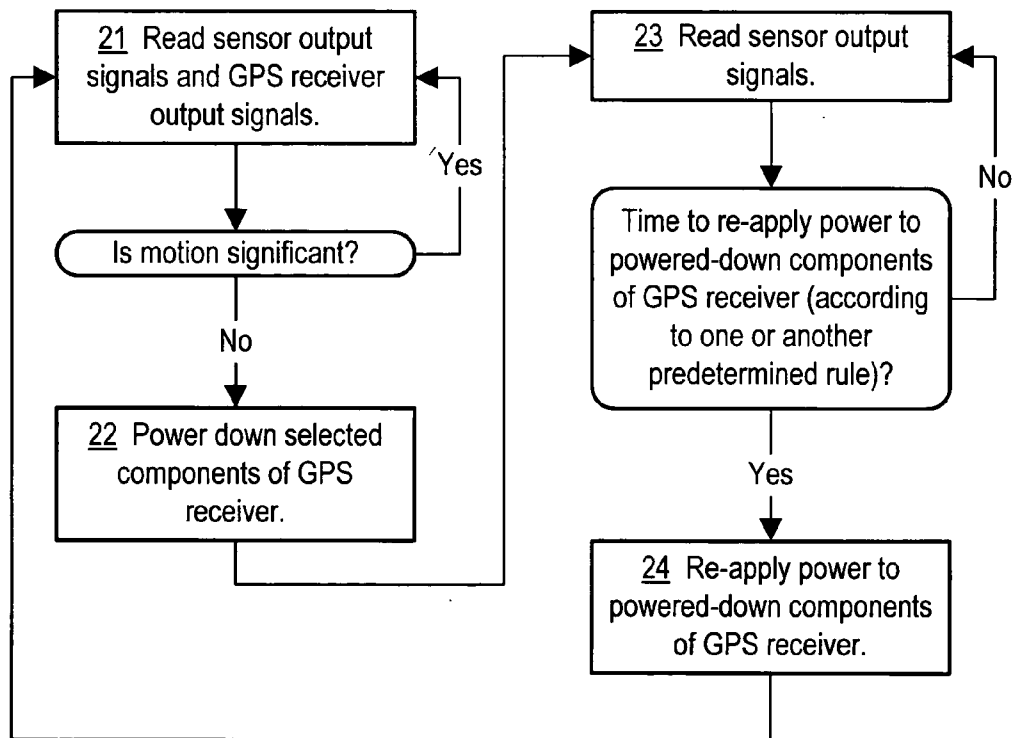 21 Read sensor output
signals and GPS receiver
output signals.
Yes
Is motion significant?
No
22 Power down selected
components of GPS
receiver.
23 Read sensor output
signals.
No
Time to re-apply power to
powered-down components
of GPS receiver (according
to one or another
predetermined rule)?
Yes
24 Re-apply power to
powered-down components
of GPS receiver.